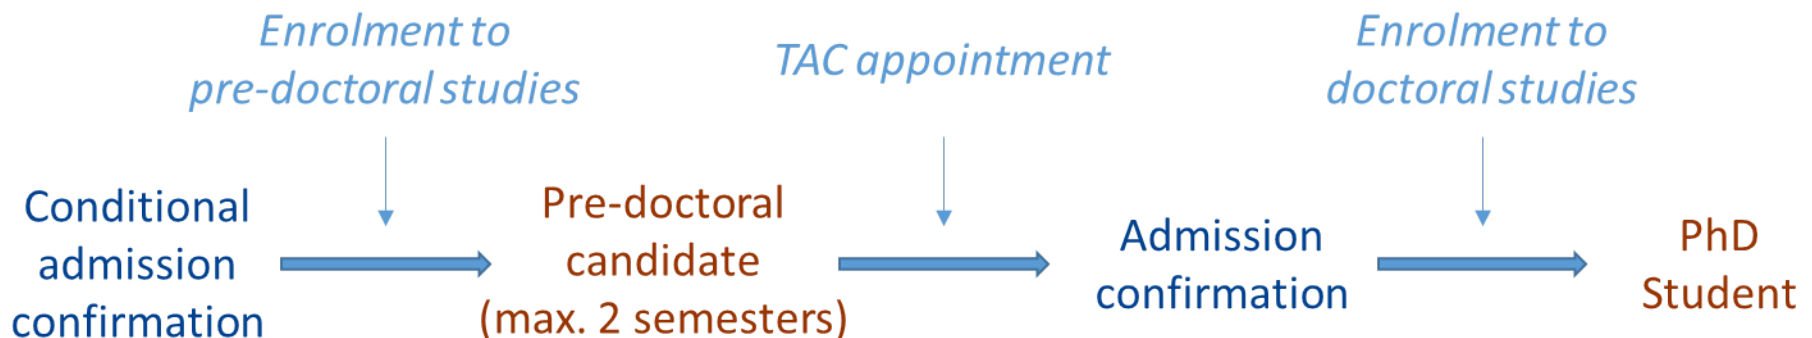 Enrolment to
pre-doctoral studies
TAC appointment
Enrolment to
doctoral studies
Conditional
admission
confirmation
Pre-doctoral
candidate
(max. 2 semesters)
Admission
confirmation
PhD
Student